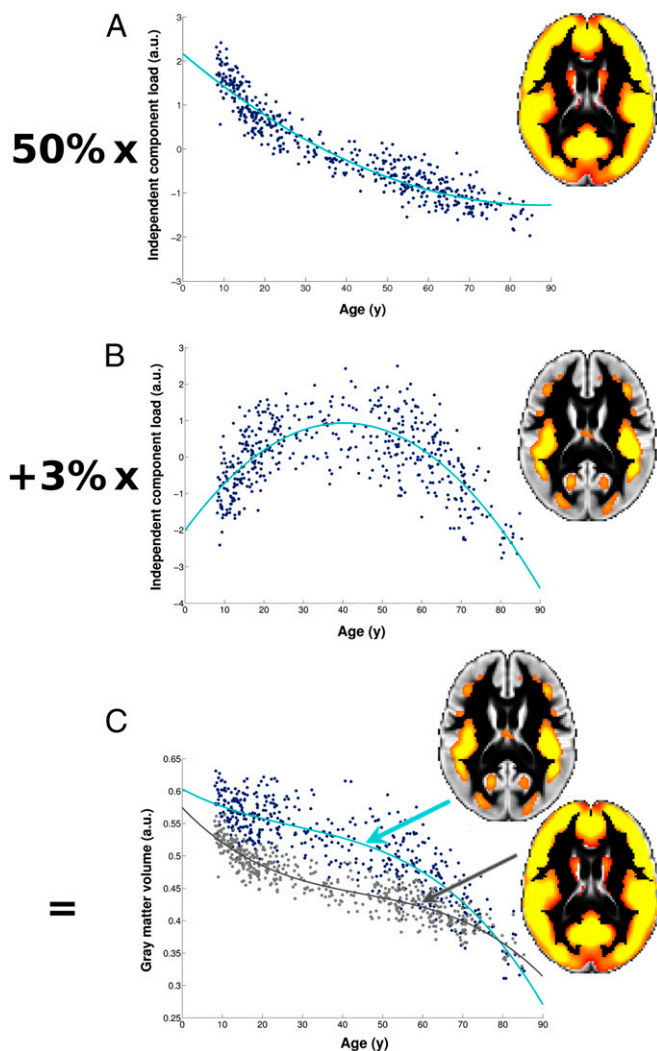 A
50% x
Independent component load (a.u.)
3
2
1
0
−1
−2
−3
0 10 20 30 40 50 60 70 80 90
Age (y)
B
+3% x
Independent component load (a.u.)
3
2
1
0
−1
−2
−3
−4
0 10 20 30 40 50 60 70 80 90
Age (y)
C
=
Gray matter volume (a.u.)
0.65
0.6
0.55
0.5
0.45
0.4
0.35
0.3
0.25
0 10 20 30 40 50 60 70 80 90
Age (y)